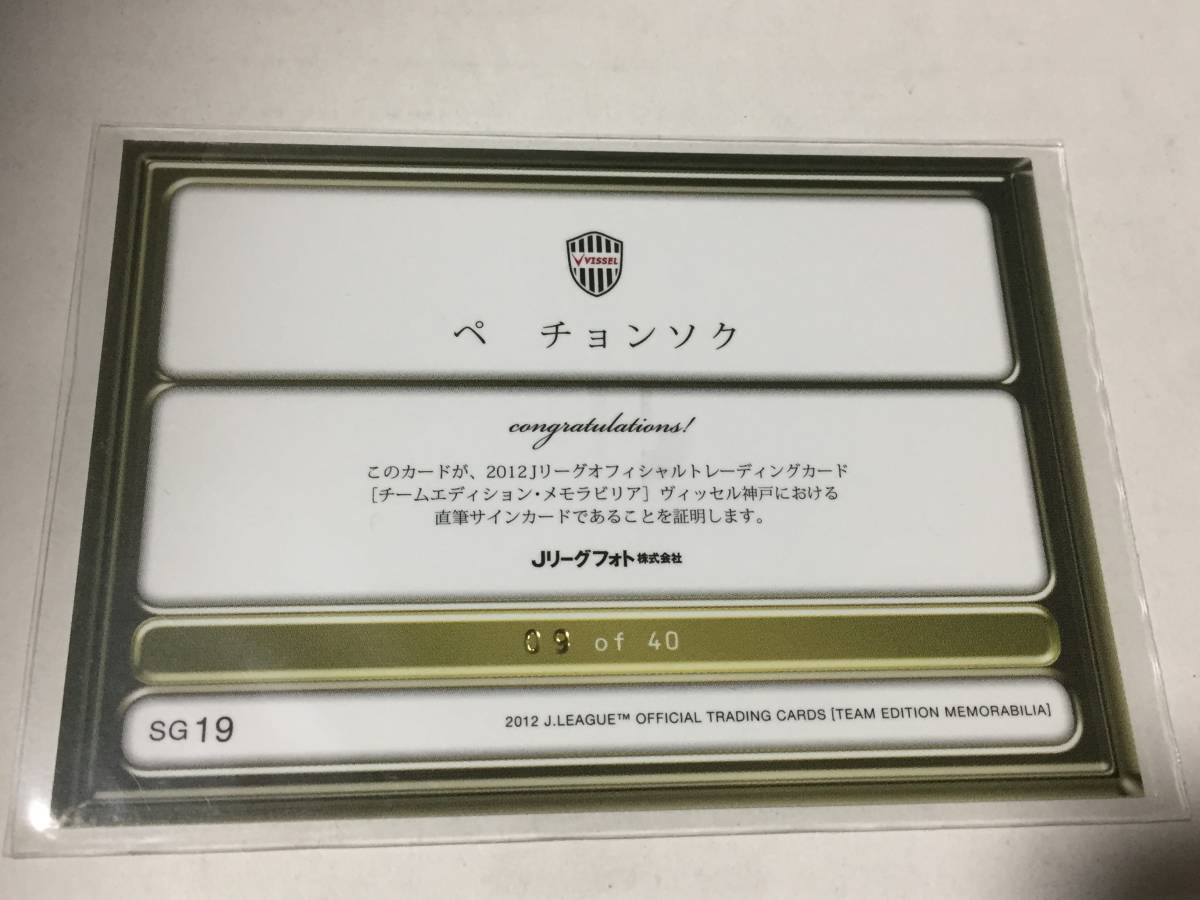 VISSEL
ペ チョンソク
congratulations!
このカードが、2012Jリーグオフィシャルトレーディングカード
[チームエディション・メモラビリア] ヴィッセル神戸における
直筆サインカードであることを証明します。
Jリーグフォト株式会社
09 of 40
SG19
2012 J.LEAGUE™ OFFICIAL TRADING CARDS [TEAM EDITION MEMORABILIA]